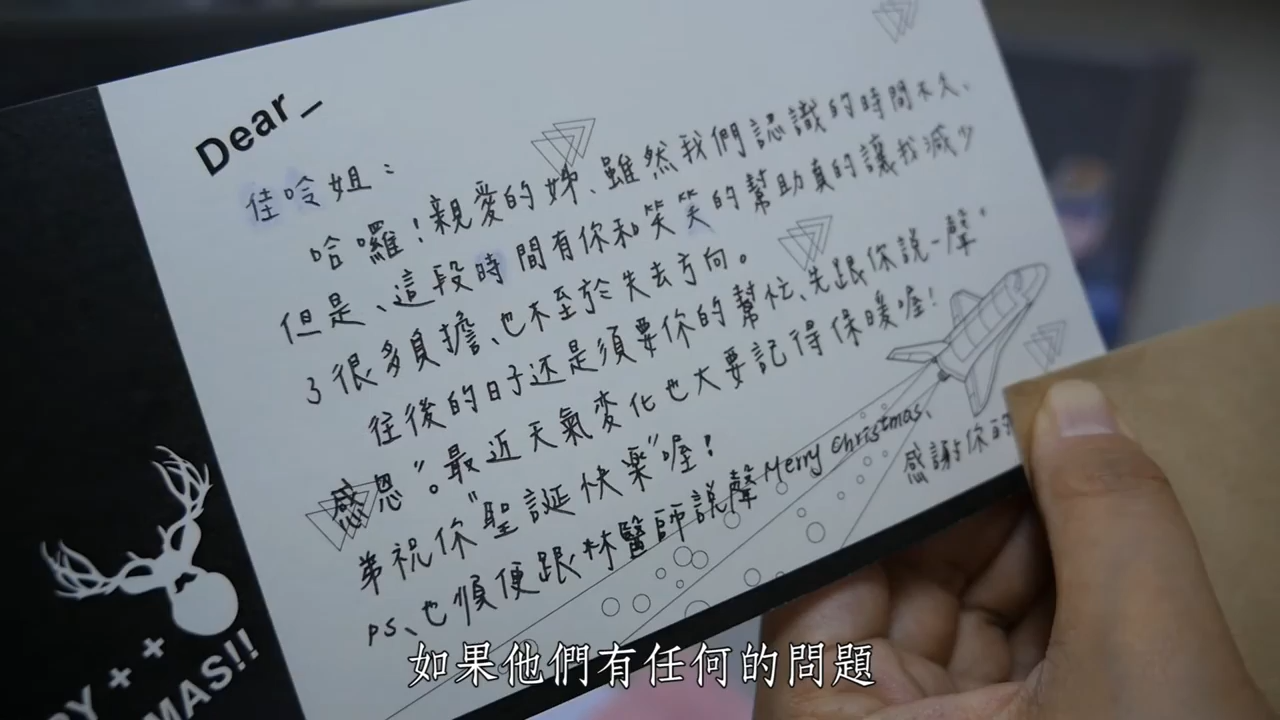 Dear_
佳唅姐：
哈囉！親愛的姊、雖然我們認識的時間不久、
但是、這段時間有你和笑笑的幫助真的讓我減少
了很多負擔、也不至於失去方向。
往後的日子還是須要你的幫忙、先跟你說一聲"
感恩"。最近天氣變化也大要記得保暖喔！
弟祝你"聖誕快樂"喔！
ps、也順便跟林醫師說聲Merry Christmas、
感謝你的
RY + +
MAS!!
如果他們有任何的問題